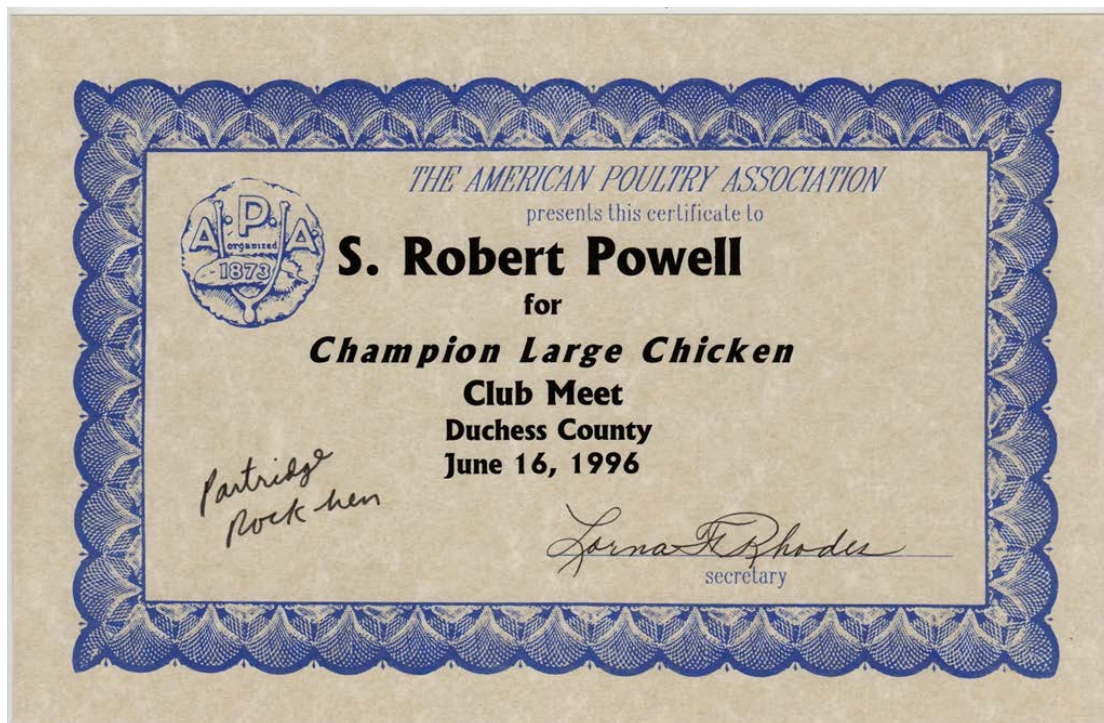 THE AMERICAN POULTRY ASSOCIATION
presents this certificate to
A.P.A
organized
1873
S. Robert Powell
for
Champion Large Chicken
Club Meet
Duchess County
June 16, 1996
Partridge
Rock hen
Lorna F. Rhodes
secretary